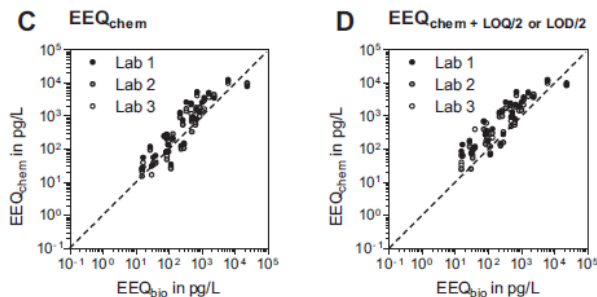 C EEQchem
10⁵
10⁴
10³
10²
10¹
10⁰
10⁻¹
Lab 1
Lab 2
Lab 3
EEQchem in pg/L
10⁻¹ 10⁰ 10¹ 10² 10³ 10⁴ 10⁵
EEQbio in pg/L
D EEQchem + LOQ/2 or LOD/2
10⁵
10⁴
10³
10²
10¹
10⁰
10⁻¹
Lab 1
Lab 2
Lab 3
EEQchem in pg/L
10⁻¹ 10⁰ 10¹ 10² 10³ 10⁴ 10⁵
EEQbio in pg/L